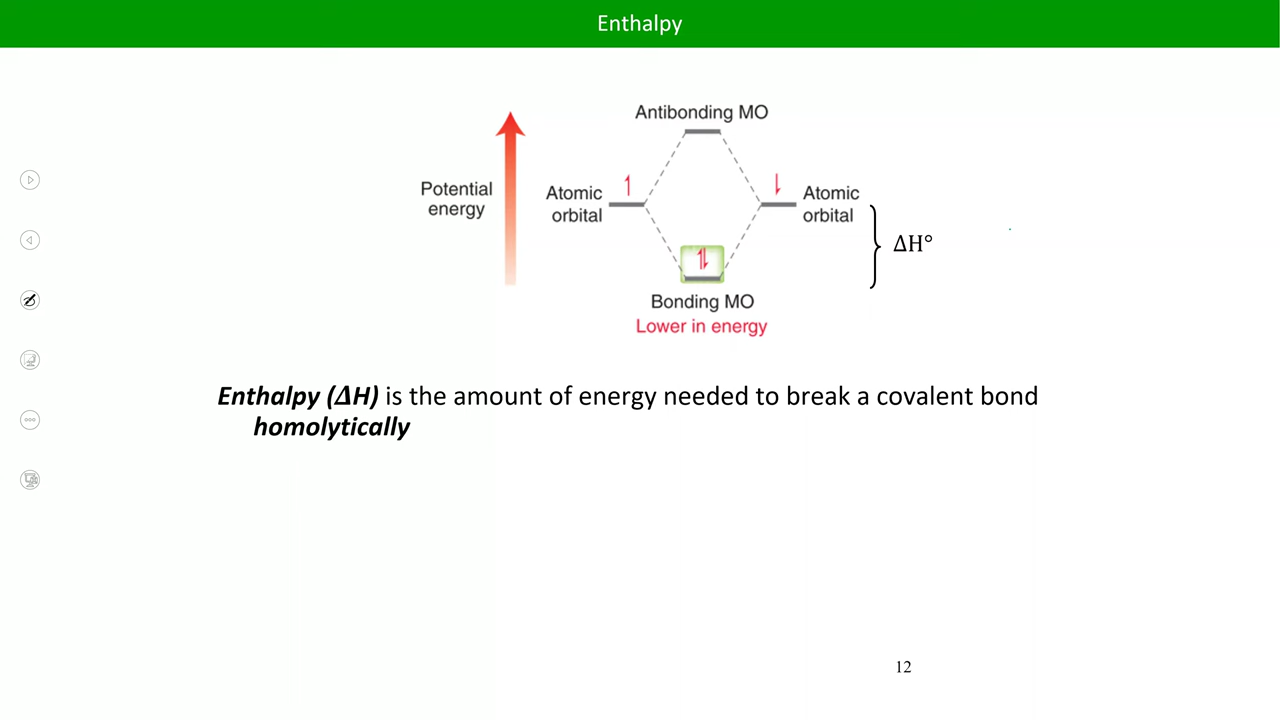 Enthalpy
Antibonding MO
Potential
energy
Atomic
orbital
Atomic
orbital
ΔH°
Bonding MO
Lower in energy
Enthalpy (ΔH) is the amount of energy needed to break a covalent bond
homolytically
12